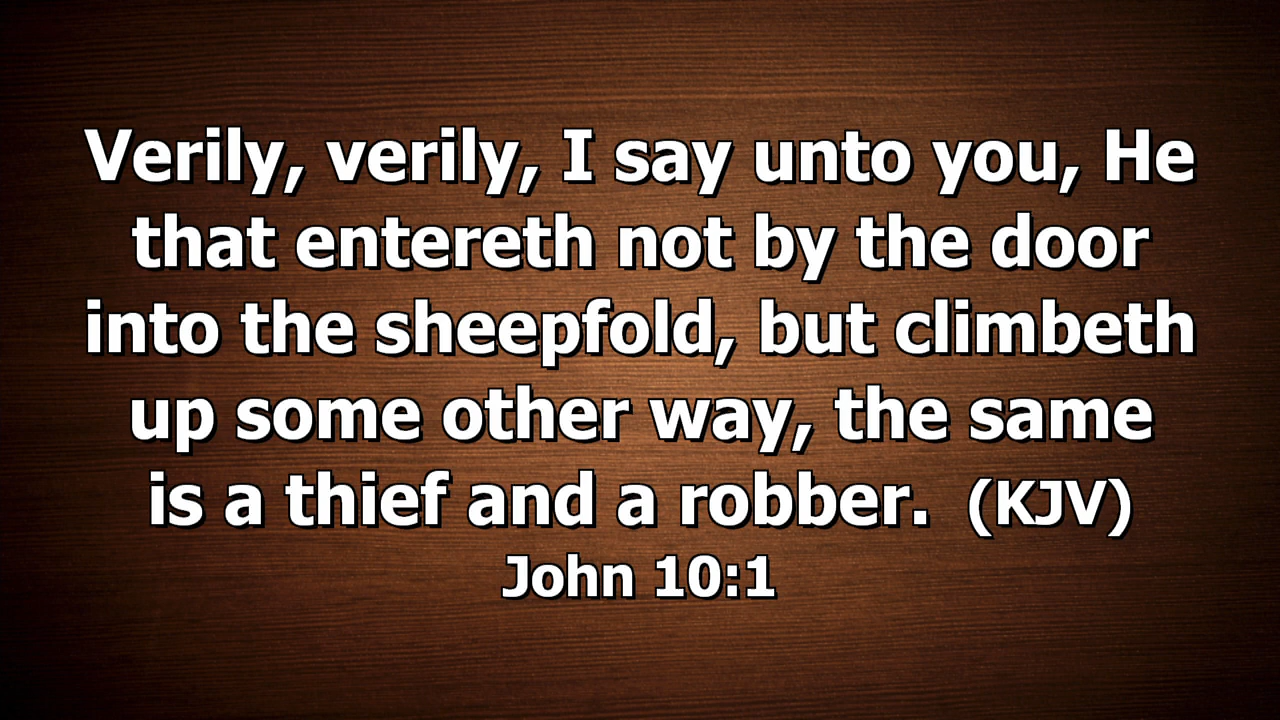 Verily, verily, I say unto you, He
that entereth not by the door
into the sheepfold, but climbeth
up some other way, the same
is a thief and a robber.  (KJV)
John 10:1